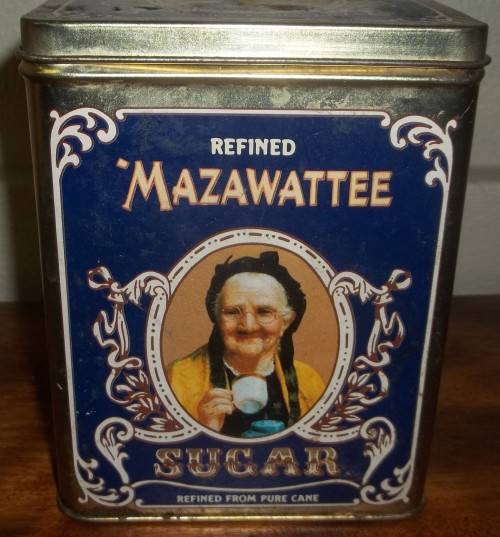 REFINED
'MAZAWATTEE
SUGAR
REFINED FROM PURE CANE